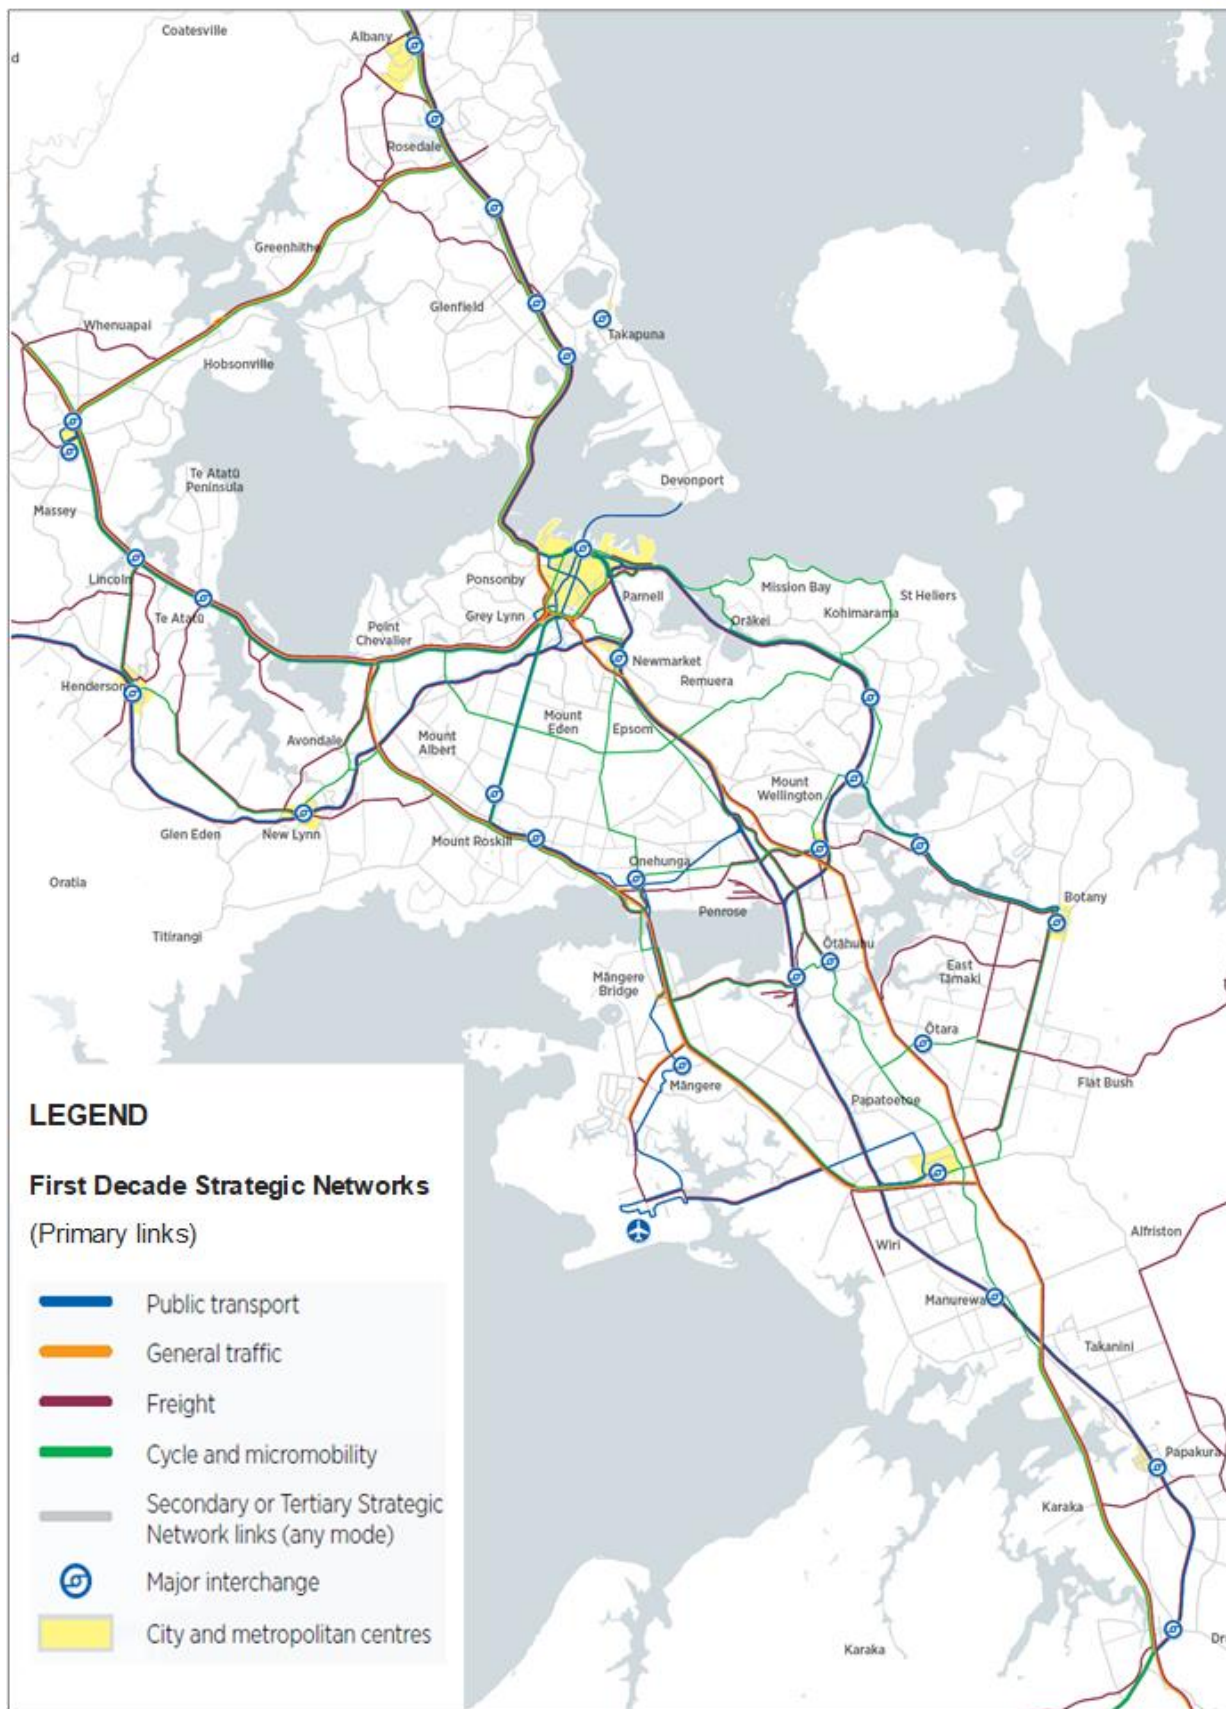 Coatesville
Albany
d
Rosedale
Greenhithe
Glenfield
Whenuapai
Takapuna
Hobsonville
Te Atatū
Peninsula
Devonport
Massey
Lincoln
Ponsonby
Mission Bay
St Heliers
Parnell
Kohimarama
Te Atatū
Grey Lynn
Ōrākei
Point
Chevalier
Newmarket
Remuera
Henderson
Mount
Eden
Epsom
Avondale
Mount
Albert
Mount
Wellington
Glen Eden
New Lynn
Mount Roskill
Onehunga
Oratia
Botany
Penrose
Titirangi
Ōtāhuhu
East
Tāmaki
Māngere
Bridge
Ōtara
Māngere
Flat Bush
Papatoetoe
Alfriston
Wiri
Manurewa
Takanini
Papakura
Karaka
Karaka
Dr
LEGEND
First Decade Strategic Networks
(Primary links)
Public transport
General traffic
Freight
Cycle and micromobility
Secondary or Tertiary Strategic
Network links (any mode)
Major interchange
City and metropolitan centres